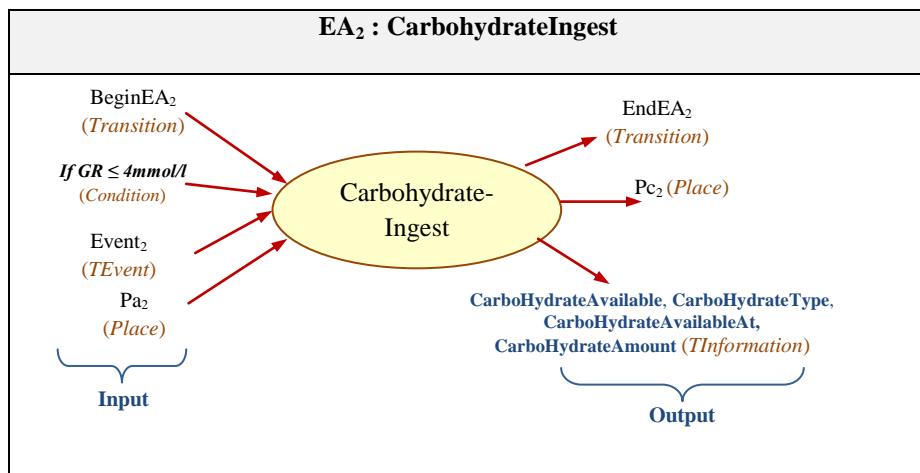 EA₂ : CarbohydrateIngest
BeginEA₂
(Transition)
If GR ≤ 4mmol/l
(Condition)
Event₂
(TEvent)
Pa₂
(Place)
Input
Carbohydrate-
Ingest
EndEA₂
(Transition)
Pc₂ (Place)
CarboHydrateAvailable, CarboHydrateType,
CarboHydrateAvailableAt,
CarboHydrateAmount (TInformation)
Output